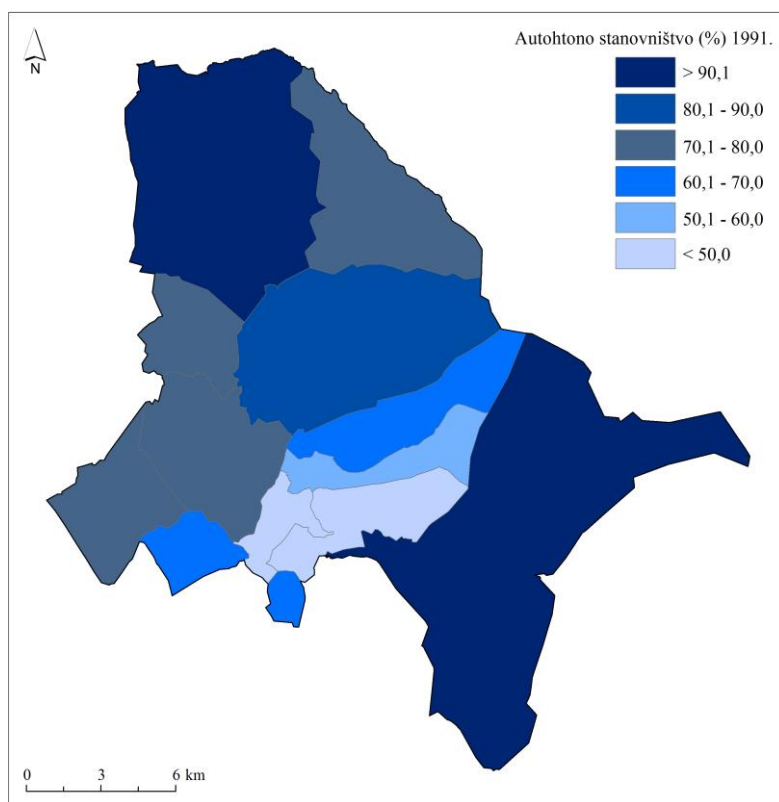 Autohtono stanovništvo (%) 1991.
N
> 90,1
80,1 - 90,0
70,1 - 80,0
60,1 - 70,0
50,1 - 60,0
< 50,0
0 3 6 km